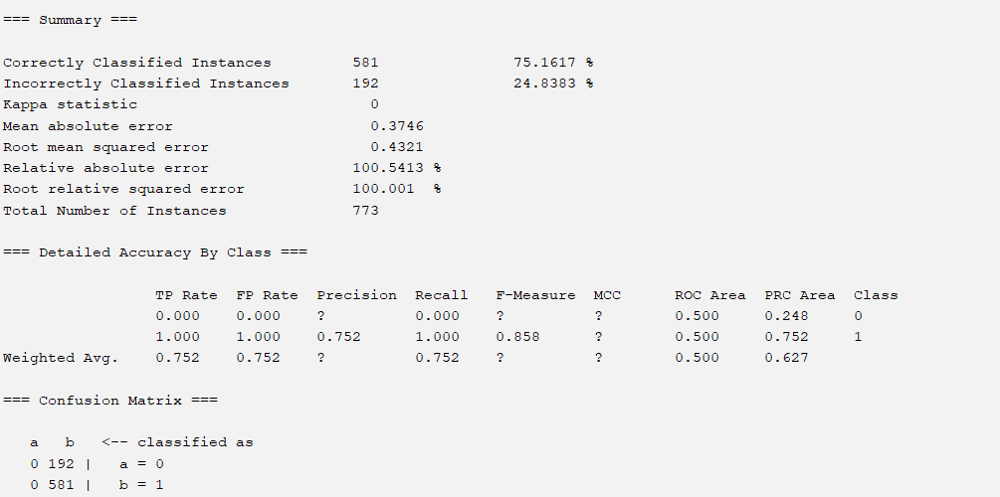 === Summary ===
Correctly Classified Instances 581 75.1617 %
Incorrectly Classified Instances 192 24.8383 %
Kappa statistic 0
Mean absolute error 0.3746
Root mean squared error 0.4321
Relative absolute error 100.5413 %
Root relative squared error 100.001 %
Total Number of Instances 773
=== Detailed Accuracy By Class ===
TP Rate FP Rate Precision Recall F-Measure MCC ROC Area PRC Area Class
0.000 0.000 ? 0.000 ? ? 0.500 0.248 0
1.000 1.000 0.752 1.000 0.858 ? 0.500 0.752 1
Weighted Avg. 0.752 0.752 ? 0.752 ? ? 0.500 0.627
=== Confusion Matrix ===
a b <-- classified as
0 192 | a = 0
0 581 | b = 1